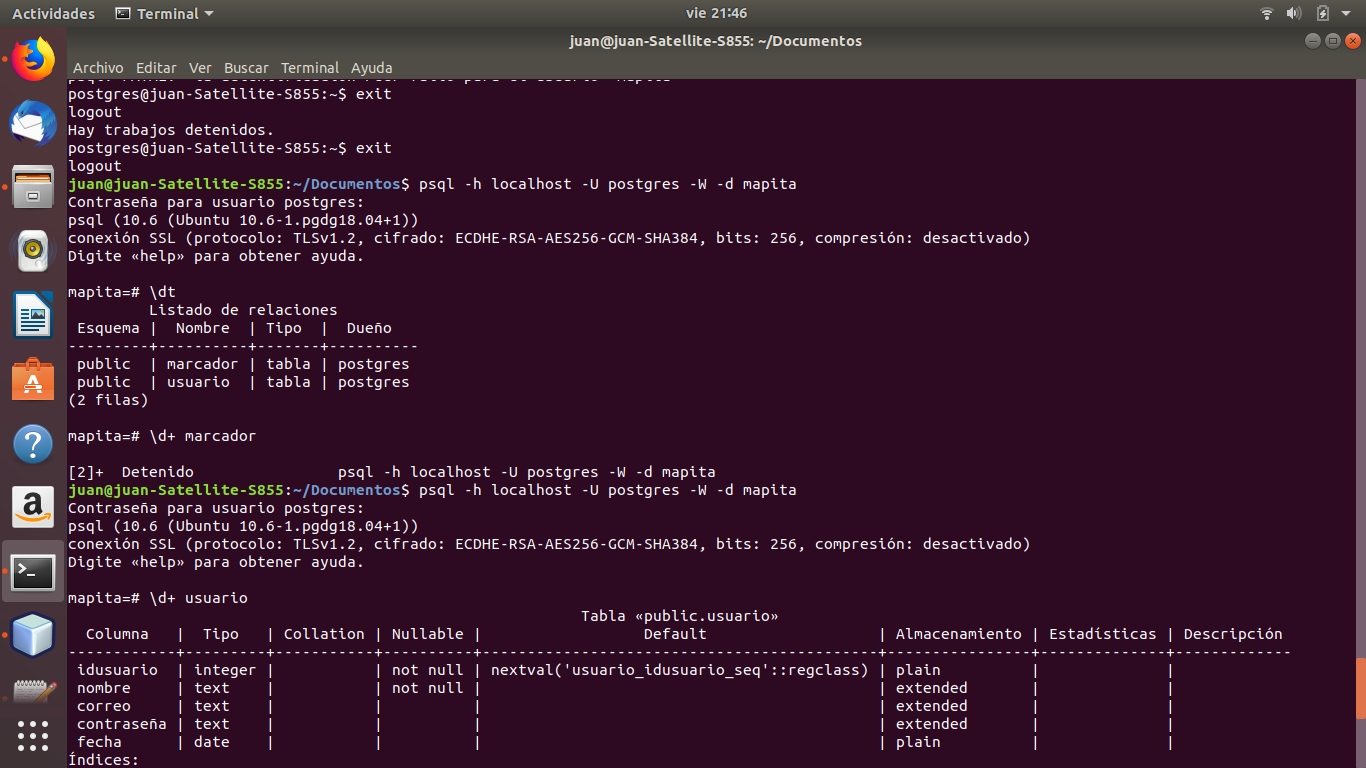 Actividades Terminal vie 21:46
juan@juan-Satellite-S855: ~/Documentos
Archivo Editar Ver Buscar Terminal Ayuda
postgres@juan-Satellite-S855:~$ exit
logout
Hay trabajos detenidos.
postgres@juan-Satellite-S855:~$ exit
logout
juan@juan-Satellite-S855:~/Documentos$ psql -h localhost -U postgres -W -d mapita
Contraseña para usuario postgres:
psql (10.6 (Ubuntu 10.6-1.pgdg18.04+1))
conexión SSL (protocolo: TLSv1.2, cifrado: ECDHE-RSA-AES256-GCM-SHA384, bits: 256, compresión: desactivado)
Digite «help» para obtener ayuda.
mapita=# \dt
         Listado de relaciones
 Esquema |  Nombre  | Tipo  |  Dueño
---------+----------+-------+----------
 public  | marcador | tabla | postgres
 public  | usuario  | tabla | postgres
(2 filas)
mapita=# \d+ marcador
[2]+  Detenido                psql -h localhost -U postgres -W -d mapita
juan@juan-Satellite-S855:~/Documentos$ psql -h localhost -U postgres -W -d mapita
Contraseña para usuario postgres:
psql (10.6 (Ubuntu 10.6-1.pgdg18.04+1))
conexión SSL (protocolo: TLSv1.2, cifrado: ECDHE-RSA-AES256-GCM-SHA384, bits: 256, compresión: desactivado)
Digite «help» para obtener ayuda.
mapita=# \d+ usuario
                                                         Tabla «public.usuario»
  Columna   |  Tipo   | Collation | Nullable |                  Default                   | Almacenamiento | Estadísticas | Descripción
------------+---------+-----------+----------+--------------------------------------------+----------------+--------------+-------------
 idusuario  | integer |           | not null | nextval('usuario_idusuario_seq'::regclass) | plain          |              |
 nombre     | text    |           | not null |                                            | extended       |              |
 correo     | text    |           |          |                                            | extended       |              |
 contraseña | text    |           |          |                                            | extended       |              |
 fecha      | date    |           |          |                                            | plain          |              |
Índices: